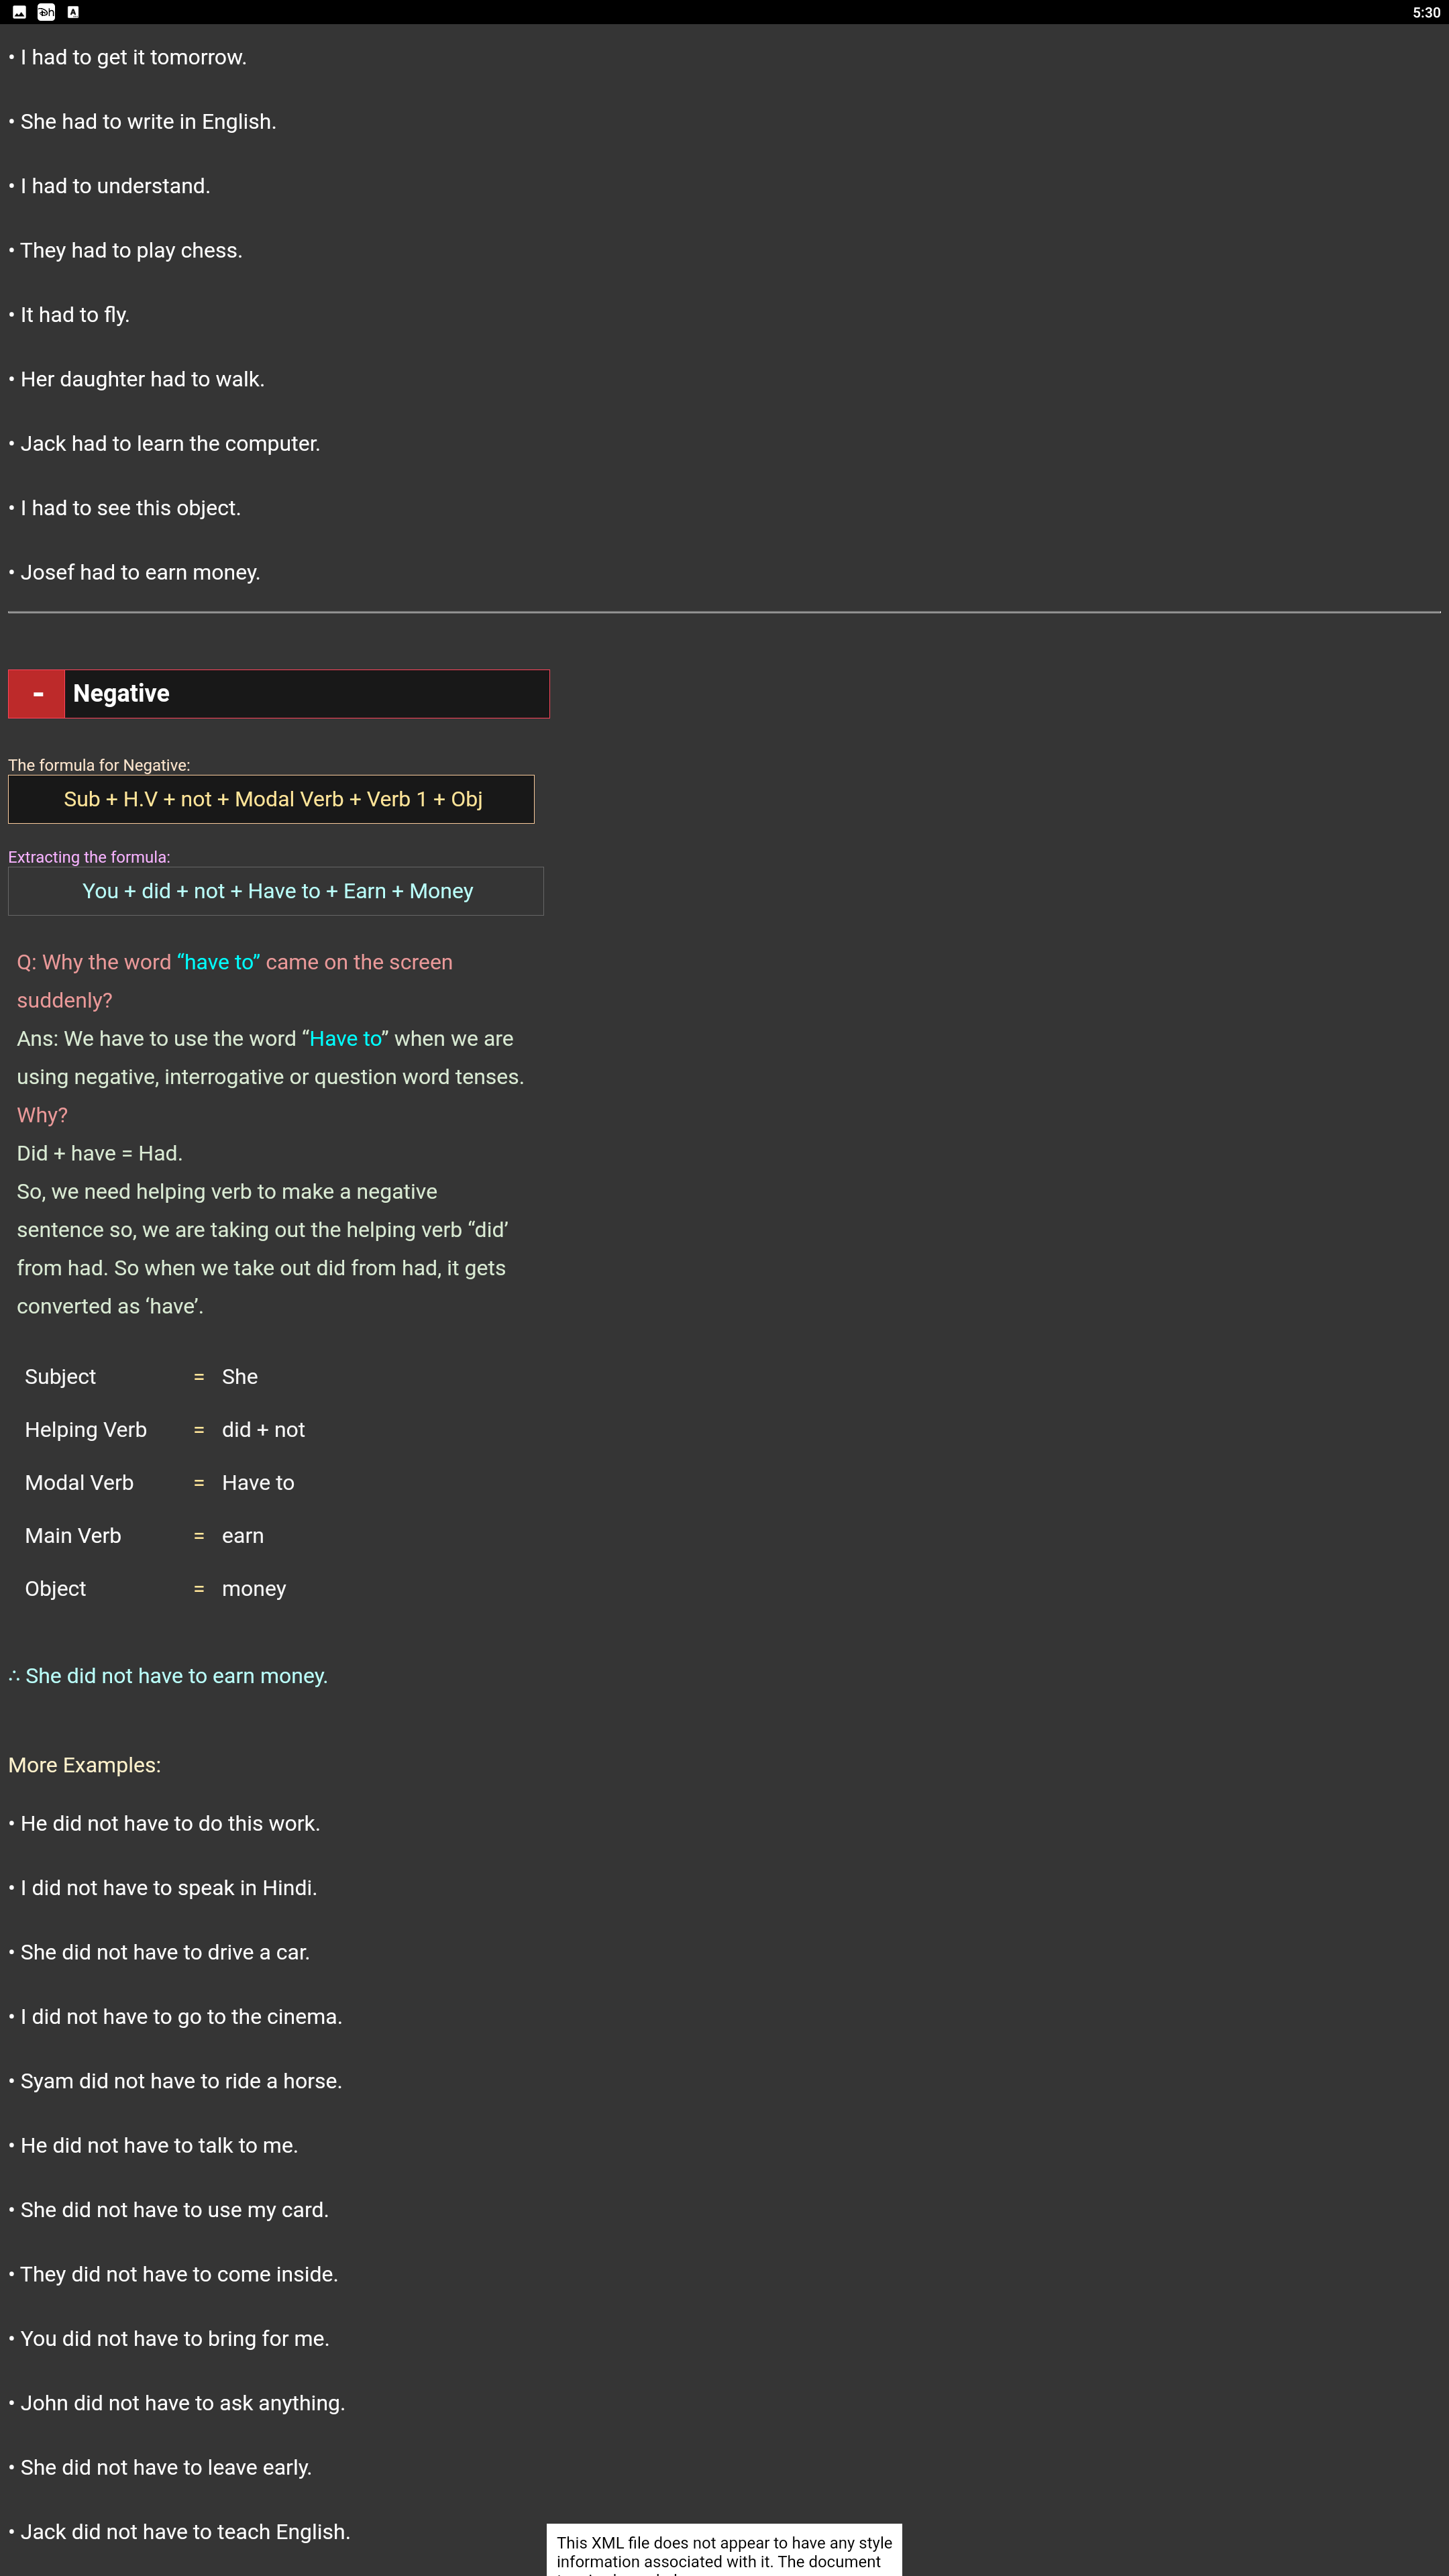 5:30
• I had to get it tomorrow.
• She had to write in English.
• I had to understand.
• They had to play chess.
• It had to fly.
• Her daughter had to walk.
• Jack had to learn the computer.
• I had to see this object.
• Josef had to earn money.
- Negative
The formula for Negative:
Sub + H.V + not + Modal Verb + Verb 1 + Obj
Extracting the formula:
You + did + not + Have to + Earn + Money
Q: Why the word “have to” came on the screen
suddenly?
Ans: We have to use the word “Have to” when we are
using negative, interrogative or question word tenses.
Why?
Did + have = Had.
So, we need helping verb to make a negative
sentence so, we are taking out the helping verb “did’
from had. So when we take out did from had, it gets
converted as ‘have’.
Subject = She
Helping Verb = did + not
Modal Verb = Have to
Main Verb = earn
Object = money
∴ She did not have to earn money.
More Examples:
• He did not have to do this work.
• I did not have to speak in Hindi.
• She did not have to drive a car.
• I did not have to go to the cinema.
• Syam did not have to ride a horse.
• He did not have to talk to me.
• She did not have to use my card.
• They did not have to come inside.
• You did not have to bring for me.
• John did not have to ask anything.
• She did not have to leave early.
• Jack did not have to teach English.
This XML file does not appear to have any style
information associated with it. The document